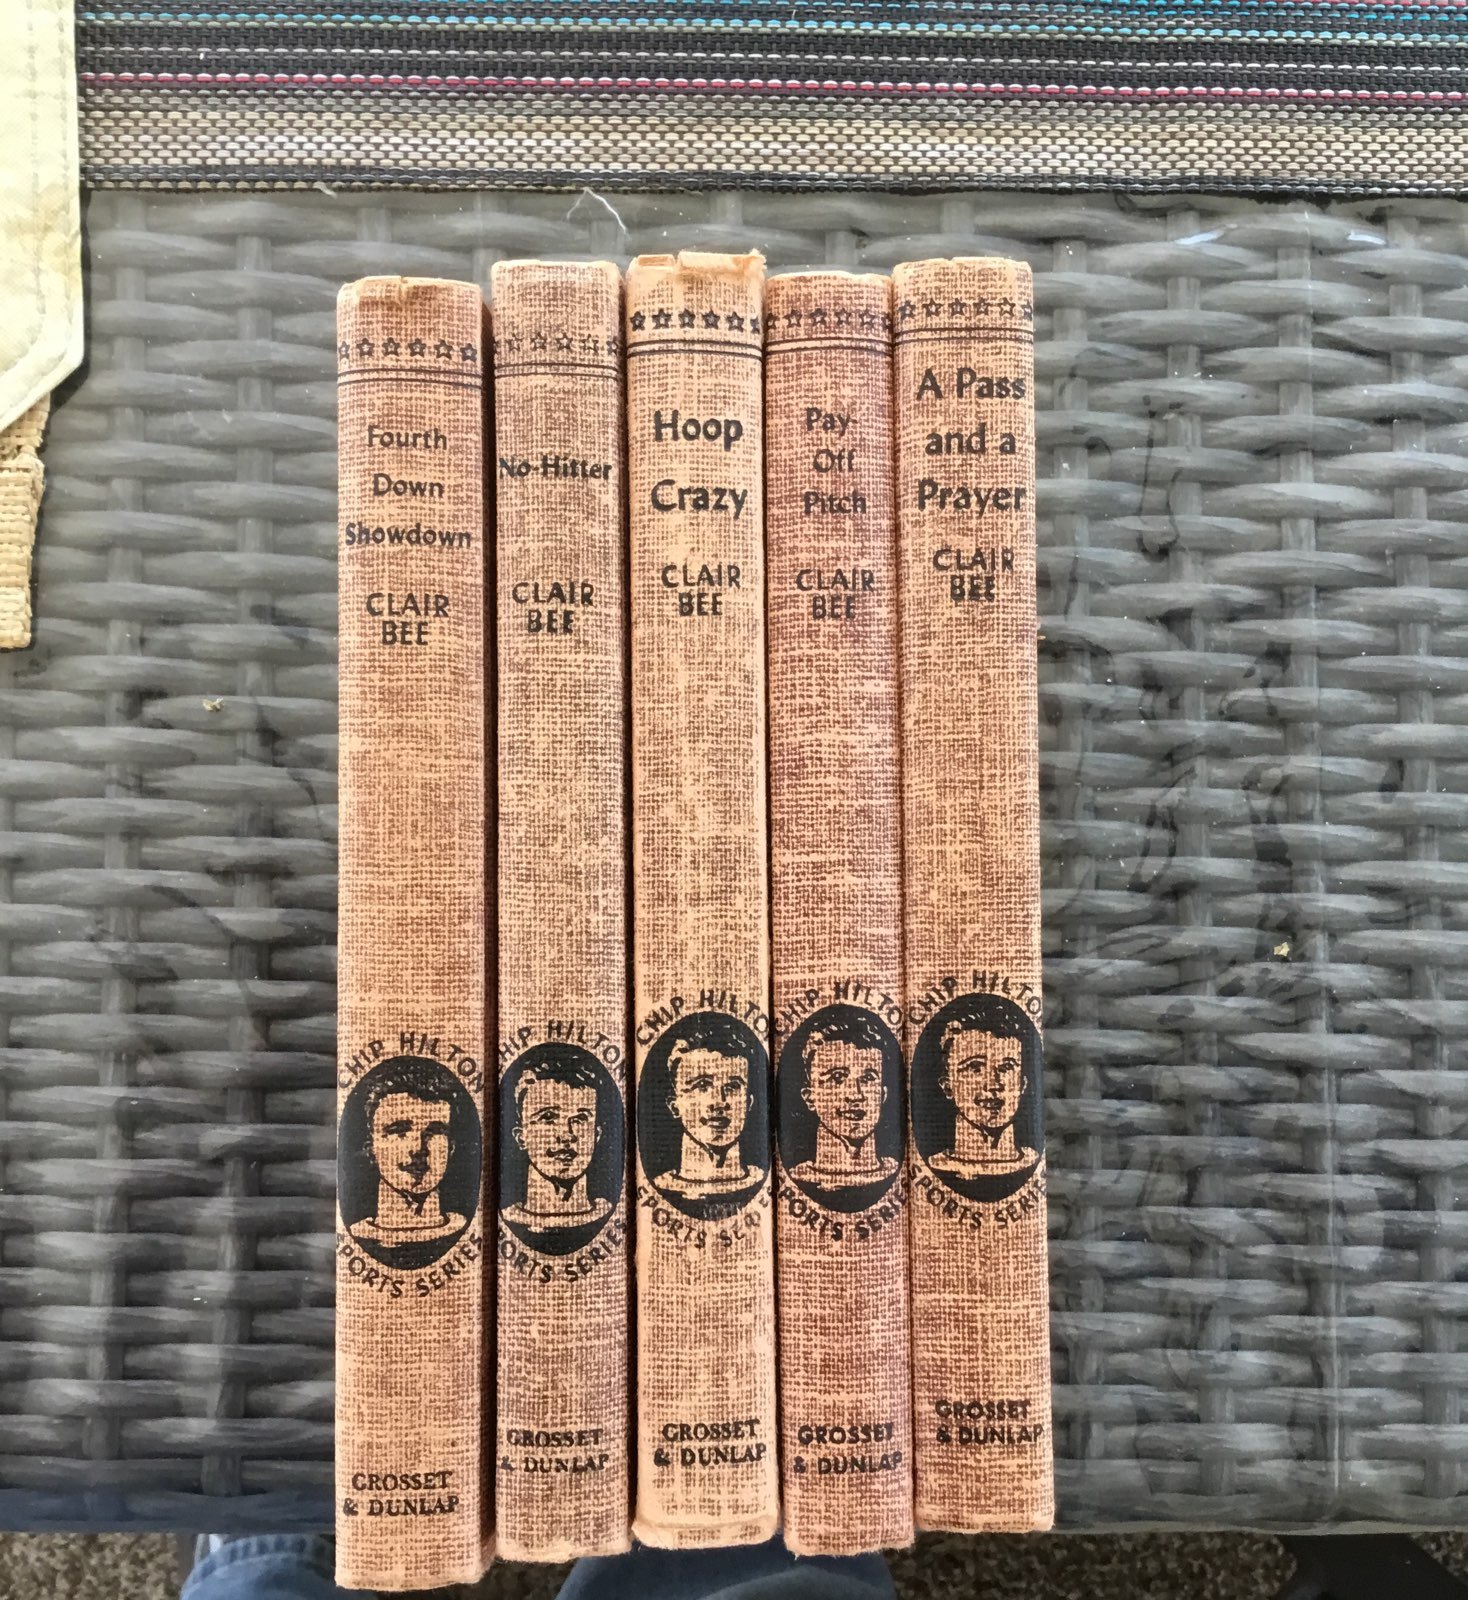 Fourth
Down
Showdown
CLAIR
BEE
CHIP HILTON
SPORTS SERIES
GROSSET
& DUNLAP
No-Hitter
CLAIR
BEE
CHIP HILTON
SPORTS SERIES
GROSSET
& DUNLAP
Hoop
Crazy
CLAIR
BEE
CHIP HILTON
SPORTS SERIES
GROSSET
& DUNLAP
Pay-
Off
Pitch
CLAIR
BEE
CHIP HILTON
SPORTS SERIES
GROSSET
& DUNLAP
A Pass
and a
Prayer
CLAIR
BEE
CHIP HILTON
SPORTS SERIES
GROSSET
& DUNLAP